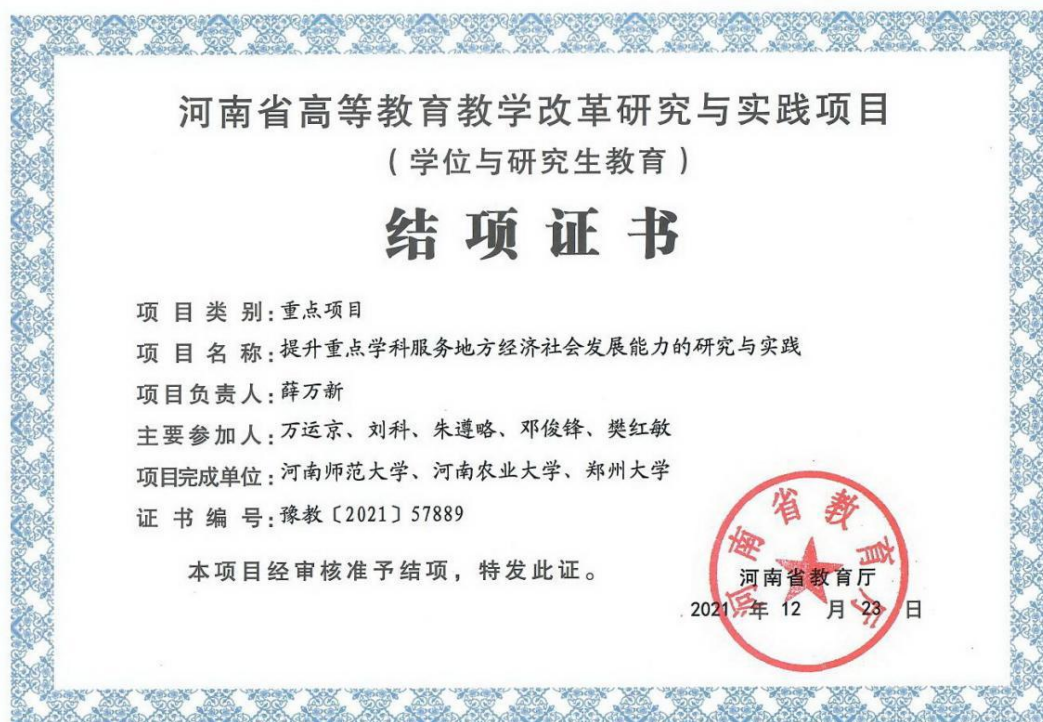 河南省高等教育教学改革研究与实践项目
（学位与研究生教育）
结项证书
项目类别：重点项目
项目名称：提升重点学科服务地方经济社会发展能力的研究与实践
项目负责人：薛万新
主要参加人：万运京、刘科、朱遵略、邓俊锋、樊红敏
项目完成单位：河南师范大学、河南农业大学、郑州大学
证书编号：豫教〔2021〕57889
本项目经审核准予结项，特发此证。
河南省教育厅
河南省教育厅
2021 年 12 月 23 日